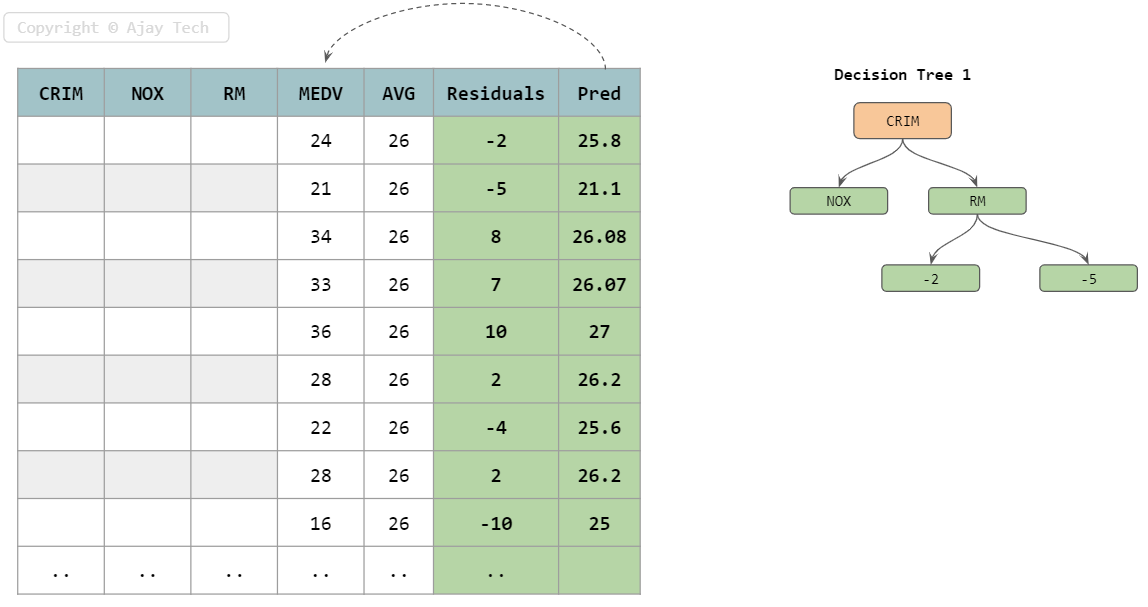 Copyright © Ajay Tech
Decision Tree 1
CRIM NOX RM MEDV AVG Residuals Pred
24 26 -2 25.8
21 26 -5 21.1
34 26 8 26.08
33 26 7 26.07
36 26 10 27
28 26 2 26.2
22 26 -4 25.6
28 26 2 26.2
16 26 -10 25
.. .. .. .. .. ..
CRIM
NOX RM
-2 -5